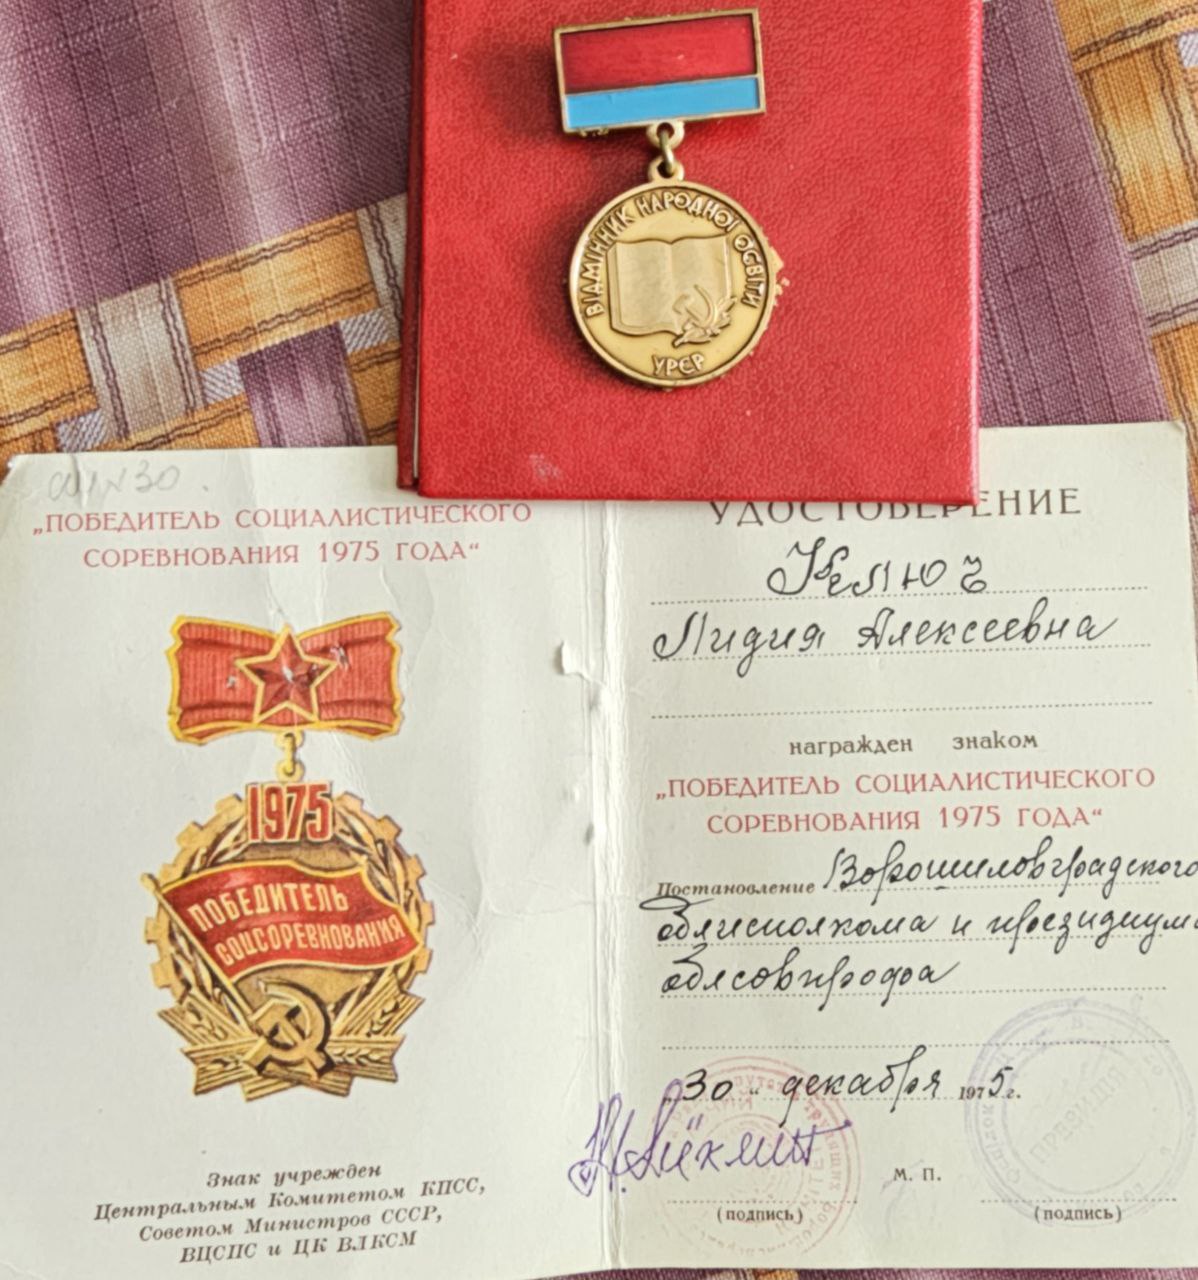 ВІДМІННИК НАРОДНОЇ ОСВІТИ
УРСР
„ПОБЕДИТЕЛЬ СОЦИАЛИСТИЧЕСКОГО
СОРЕВНОВАНИЯ 1975 ГОДА“
1975
ПОБЕДИТЕЛЬ
СОЦСОРЕВНОВАНИЯ
Знак учрежден
Центральным Комитетом КПСС,
Советом Министров СССР,
ВЦСПС и ЦК ВЛКСМ
УДОСТОВЕРЕНИЕ
Ключ
Лидия Алексеевна
награжден знаком
„ПОБЕДИТЕЛЬ СОЦИАЛИСТИЧЕСКОГО
СОРЕВНОВАНИЯ 1975 ГОДА“
Постановление Ворошиловградского
облисполкома и президиума
облсовпрофа
„30 " декабря 1975 г.
М. П.
(подпись) (подпись)